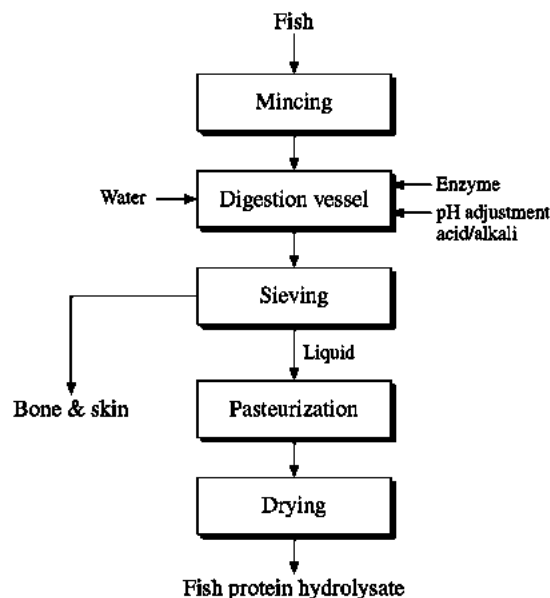 Fish
Mincing
Water
Digestion vessel
Enzyme
pH adjustment
acid/alkali
Sieving
Liquid
Bone & skin
Pasteurization
Drying
Fish protein hydrolysate